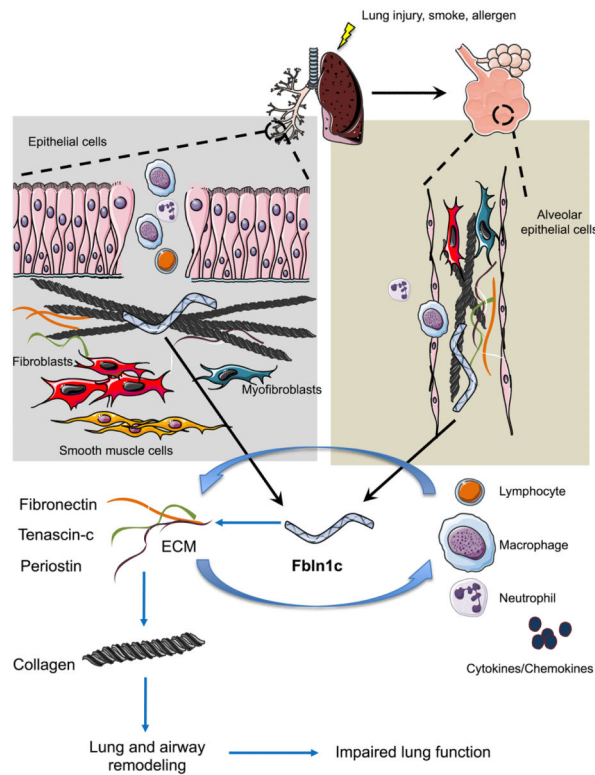 Lung injury, smoke, allergen
Epithelial cells
Alveolar
epithelial cells
Fibroblasts
Myofibroblasts
Smooth muscle cells
Fibronectin
Tenascin-c
Periostin
ECM
Fbln1c
Lymphocyte
Macrophage
Neutrophil
Cytokines/Chemokines
Collagen
Lung and airway
remodeling
Impaired lung function